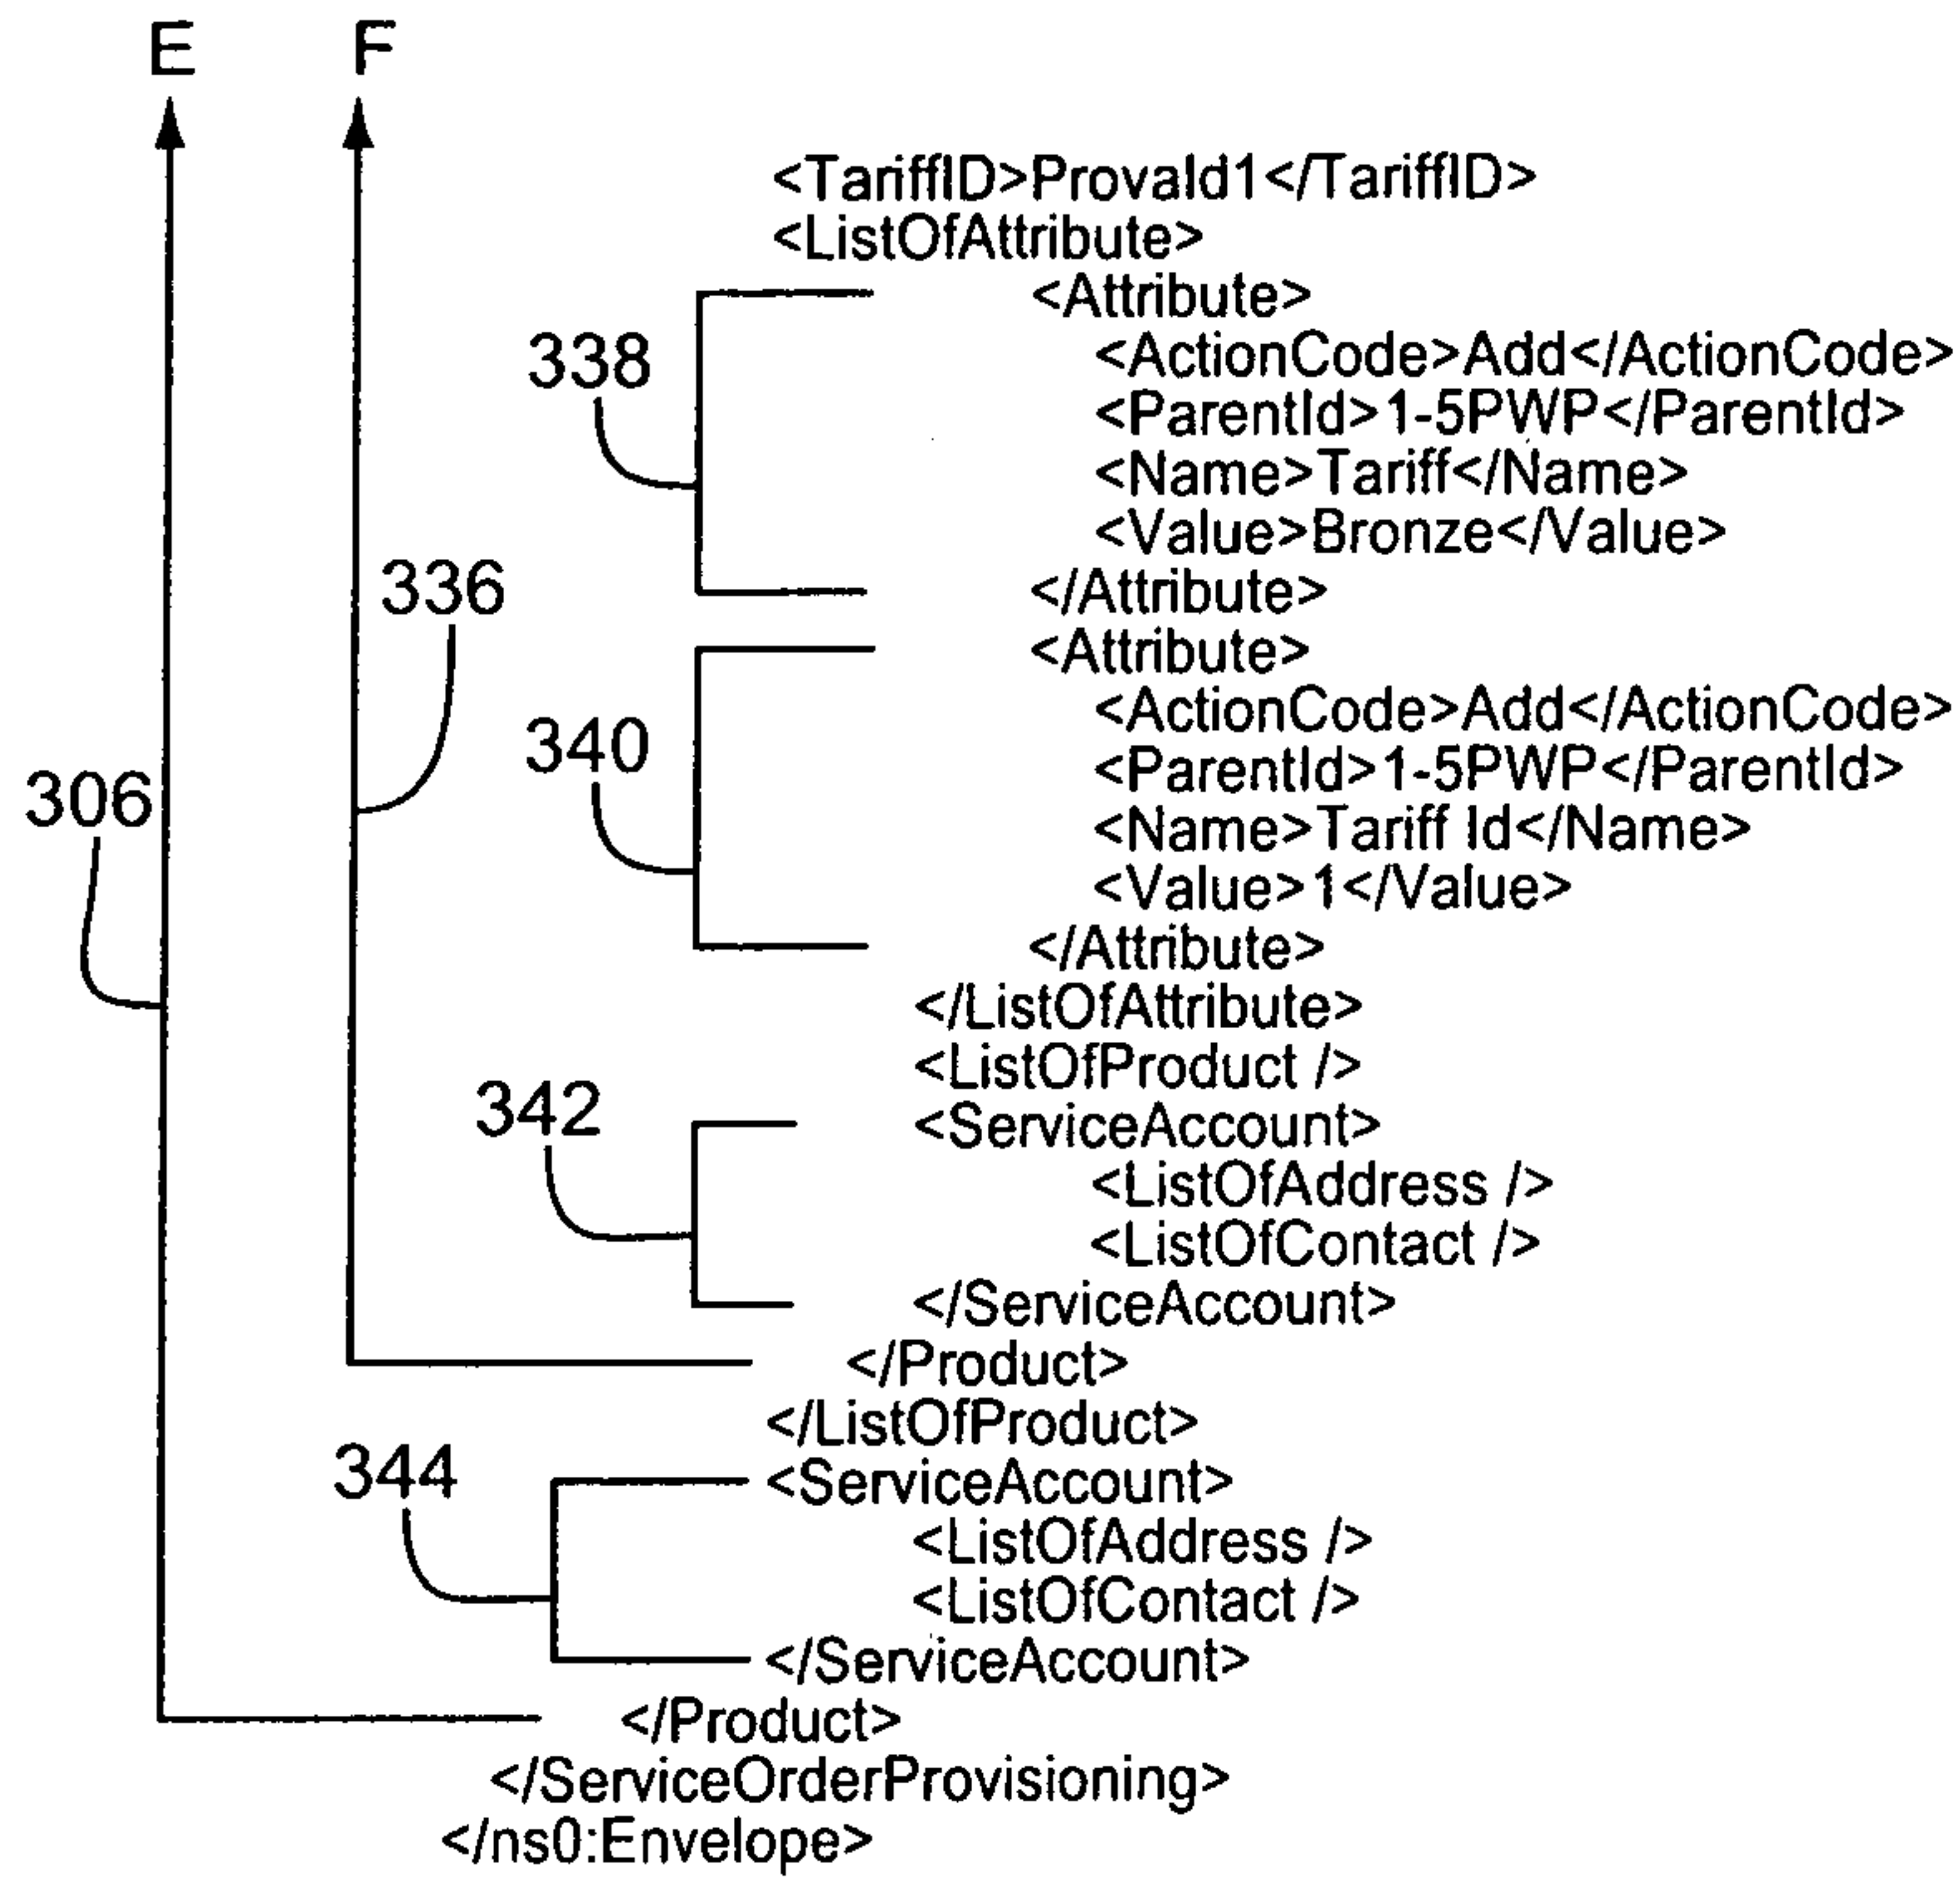 E F
<TariffID>ProvaId1</TariffID>
<ListOfAttribute>
<Attribute>
338 <ActionCode>Add</ActionCode>
<ParentId>1-5PWP</ParentId>
<Name>Tariff</Name>
<Value>Bronze</Value>
336 </Attribute>
<Attribute>
<ActionCode>Add</ActionCode>
340 <ParentId>1-5PWP</ParentId>
306 <Name>Tariff Id</Name>
<Value>1</Value>
</Attribute>
</ListOfAttribute>
<ListOfProduct />
342 <ServiceAccount>
<ListOfAddress />
<ListOfContact />
</ServiceAccount>
</Product>
</ListOfProduct>
344 <ServiceAccount>
<ListOfAddress />
<ListOfContact />
</ServiceAccount>
</Product>
</ServiceOrderProvisioning>
</ns0:Envelope>